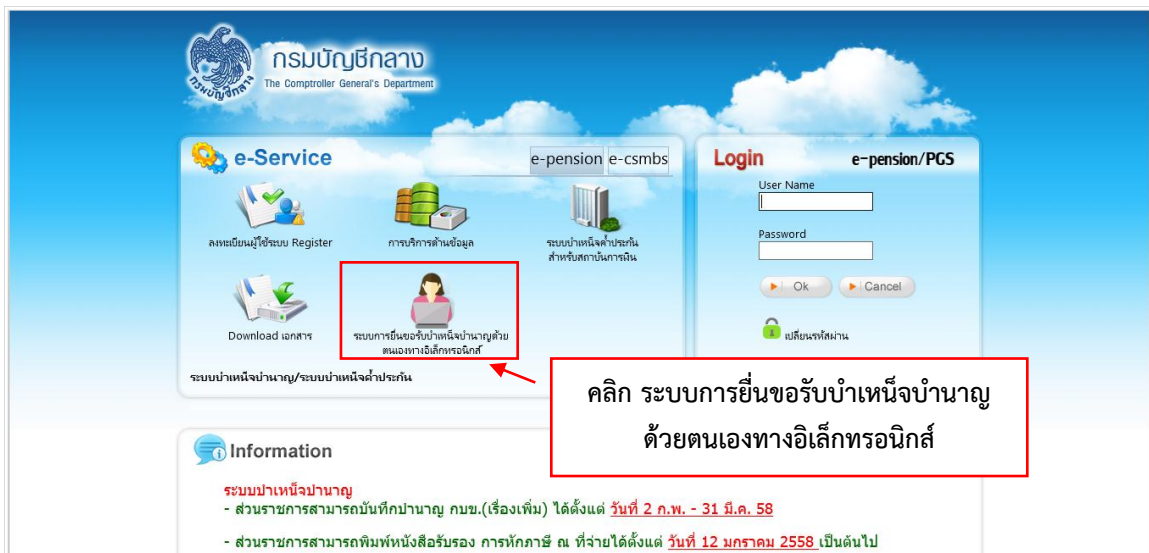 กรมบัญชีกลาง
The Comptroller General's Department
กรมบัญชีกลาง
e-Service
e-pension e-csmbs
ลงทะเบียนผู้ใช้ระบบ Register
การบริการด้านข้อมูล
ระบบบำเหน็จค้ำประกัน
สำหรับสถาบันการเงิน
Download เอกสาร
ระบบการยื่นขอรับบำเหน็จบำนาญด้วย
ตนเองทางอิเล็กทรอนิกส์
ระบบบำเหน็จบำนาญ/ระบบบำเหน็จค้ำประกัน
Login e-pension/PGS
User Name
Password
Ok Cancel
เปลี่ยนรหัสผ่าน
คลิก ระบบการยื่นขอรับบำเหน็จบำนาญ
ด้วยตนเองทางอิเล็กทรอนิกส์
Information
ระบบบำเหน็จบำนาญ
- ส่วนราชการสามารถบันทึกบำนาญ กบข.(เรื่องเพิ่ม) ได้ตั้งแต่ วันที่ 2 ก.พ. - 31 มี.ค. 58
- ส่วนราชการสามารถพิมพ์หนังสือรับรอง การหักภาษี ณ ที่จ่ายได้ตั้งแต่ วันที่ 12 มกราคม 2558 เป็นต้นไป